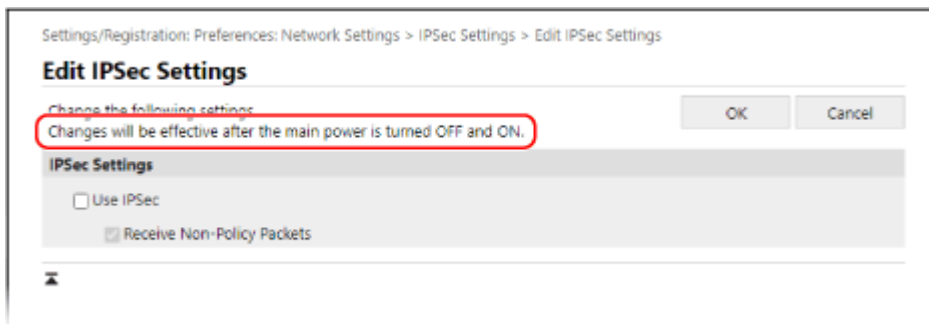 Settings/Registration: Preferences: Network Settings > IPSec Settings > Edit IPSec Settings
Edit IPSec Settings
Change the following settings.
OK Cancel
Changes will be effective after the main power is turned OFF and ON.
IPSec Settings
Use IPSec
Receive Non-Policy Packets